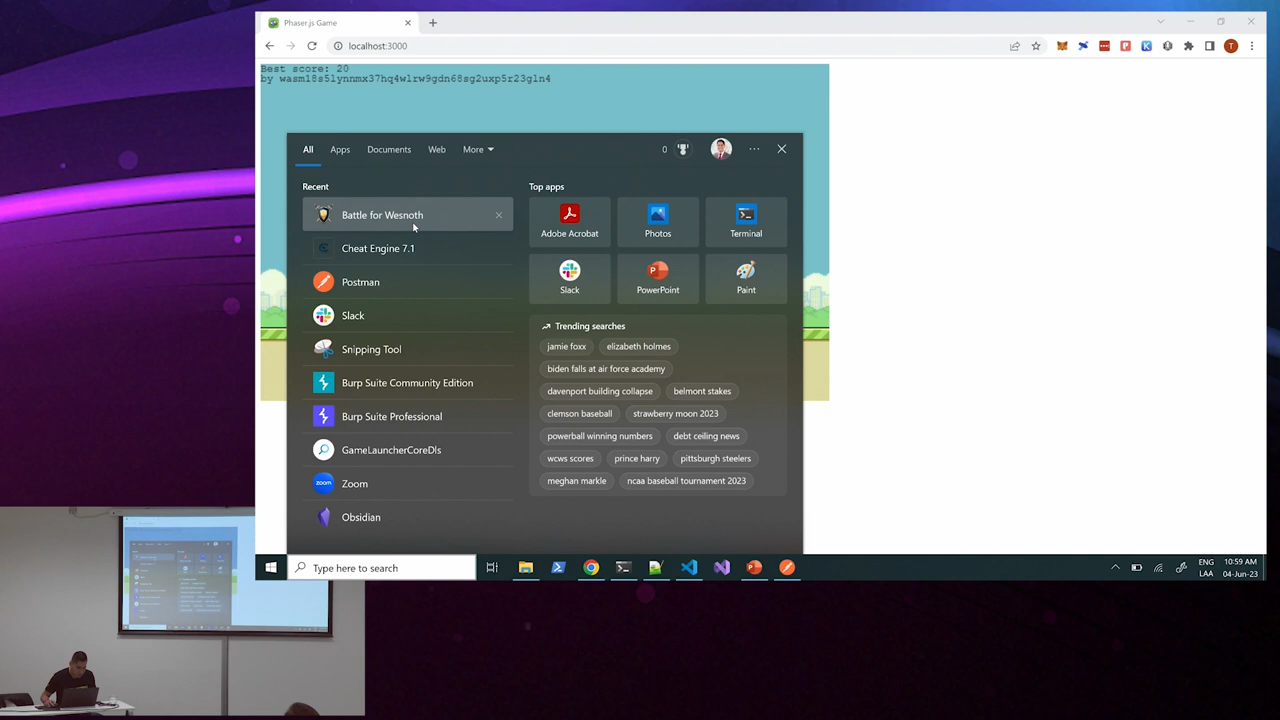 Phaser.js Game
localhost:3000
Best score: 20
by wasm18s5lynnmx37hq4wlrw9gdn68sg2uxp5r23gln4
All Apps Documents Web More
0
Recent
Battle for Wesnoth
Cheat Engine 7.1
Postman
Slack
Snipping Tool
Burp Suite Community Edition
Burp Suite Professional
GameLauncherCoreDls
Zoom
Obsidian
Top apps
Adobe Acrobat Photos Terminal
Slack PowerPoint Paint
Trending searches
jamie foxx elizabeth holmes
biden falls at air force academy
davenport building collapse belmont stakes
clemson baseball strawberry moon 2023
powerball winning numbers debt ceiling news
wcws scores prince harry pittsburgh steelers
meghan markle ncaa baseball tournament 2023
Type here to search
ENG 10:59 AM
LAA 04-Jun-23